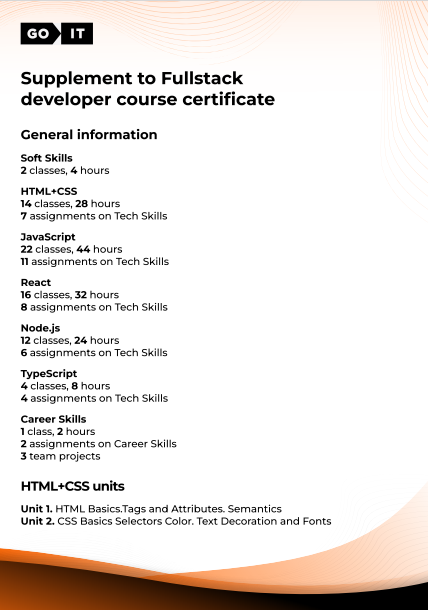 GO IT
Supplement to Fullstack
developer course certificate
General information
Soft Skills
2 classes, 4 hours
HTML+CSS
14 classes, 28 hours
7 assignments on Tech Skills
JavaScript
22 classes, 44 hours
11 assignments on Tech Skills
React
16 classes, 32 hours
8 assignments on Tech Skills
Node.js
12 classes, 24 hours
6 assignments on Tech Skills
TypeScript
4 classes, 8 hours
4 assignments on Tech Skills
Career Skills
1 class, 2 hours
2 assignments on Career Skills
3 team projects
HTML+CSS units
Unit 1. HTML Basics.Tags and Attributes. Semantics
Unit 2. CSS Basics Selectors Color. Text Decoration and Fonts